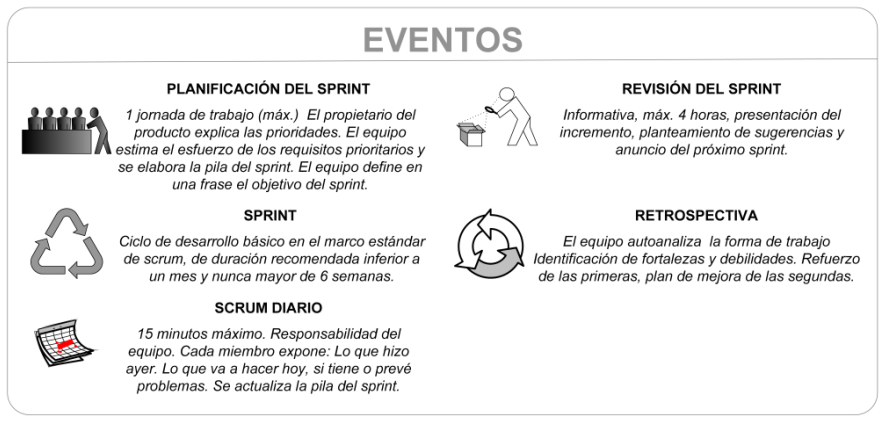 EVENTOS
PLANIFICACIÓN DEL SPRINT
1 jornada de trabajo (máx.) El propietario del
producto explica las prioridades. El equipo
estima el esfuerzo de los requisitos prioritarios y
se elabora la pila del sprint. El equipo define en
una frase el objetivo del sprint.
SPRINT
Ciclo de desarrollo básico en el marco estándar
de scrum, de duración recomendada inferior a
un mes y nunca mayor de 6 semanas.
SCRUM DIARIO
15 minutos máximo. Responsabilidad del
equipo. Cada miembro expone: Lo que hizo
ayer. Lo que va a hacer hoy, si tiene o prevé
problemas. Se actualiza la pila del sprint.
REVISIÓN DEL SPRINT
Informativa, máx. 4 horas, presentación del
incremento, planteamiento de sugerencias y
anuncio del próximo sprint.
RETROSPECTIVA
El equipo autoanaliza la forma de trabajo
Identificación de fortalezas y debilidades. Refuerzo
de las primeras, plan de mejora de las segundas.